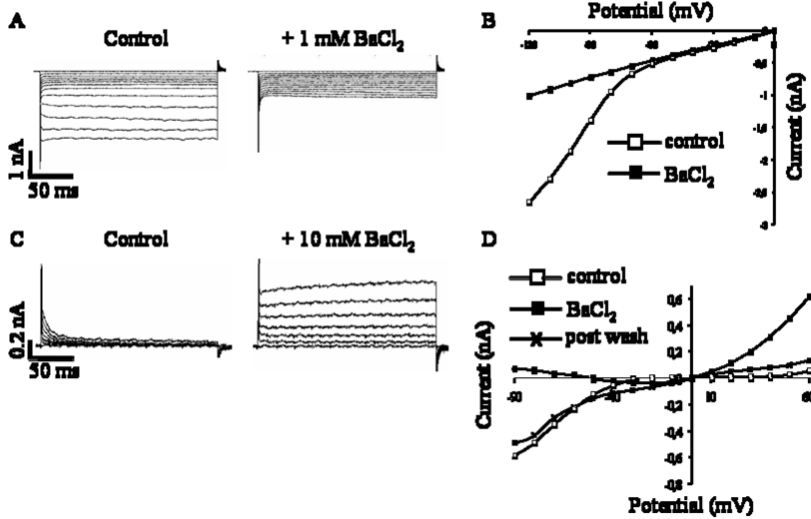 A
Control
+ 1 mM BaCl₂
1 nA
50 ms
B
Potential (mV)
control
BaCl₂
Current (nA)
C
Control
+ 10 mM BaCl₂
0.2 nA
50 ms
D
control
BaCl₂
post wash
0,6
0,4
0,2
-0,2
-0,4
-0,6
-0,8
Current (nA)
Potential (mV)